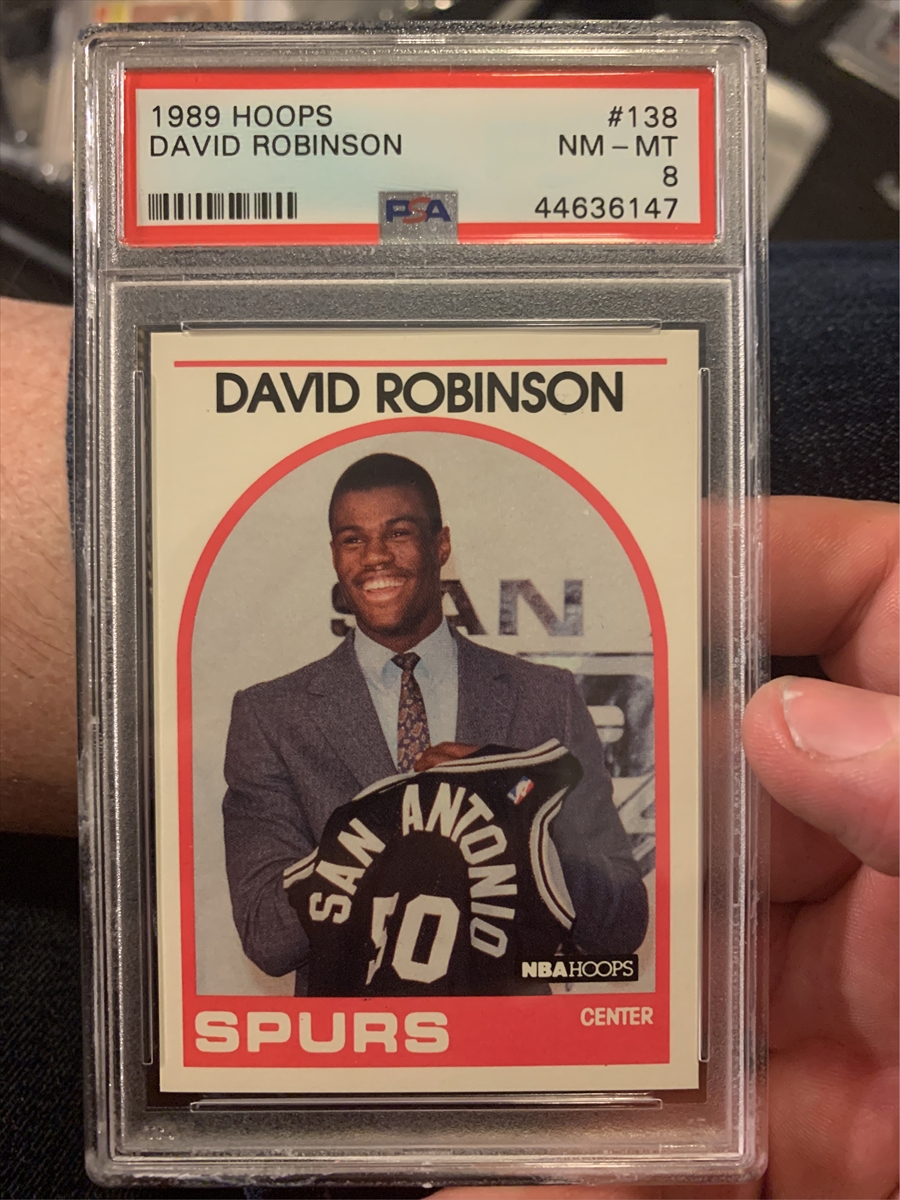 1989 HOOPS #138
DAVID ROBINSON NM - MT
8
PSA 44636147
DAVID ROBINSON
SAN
SAN ANTONIO
50
NBA HOOPS
SPURS CENTER